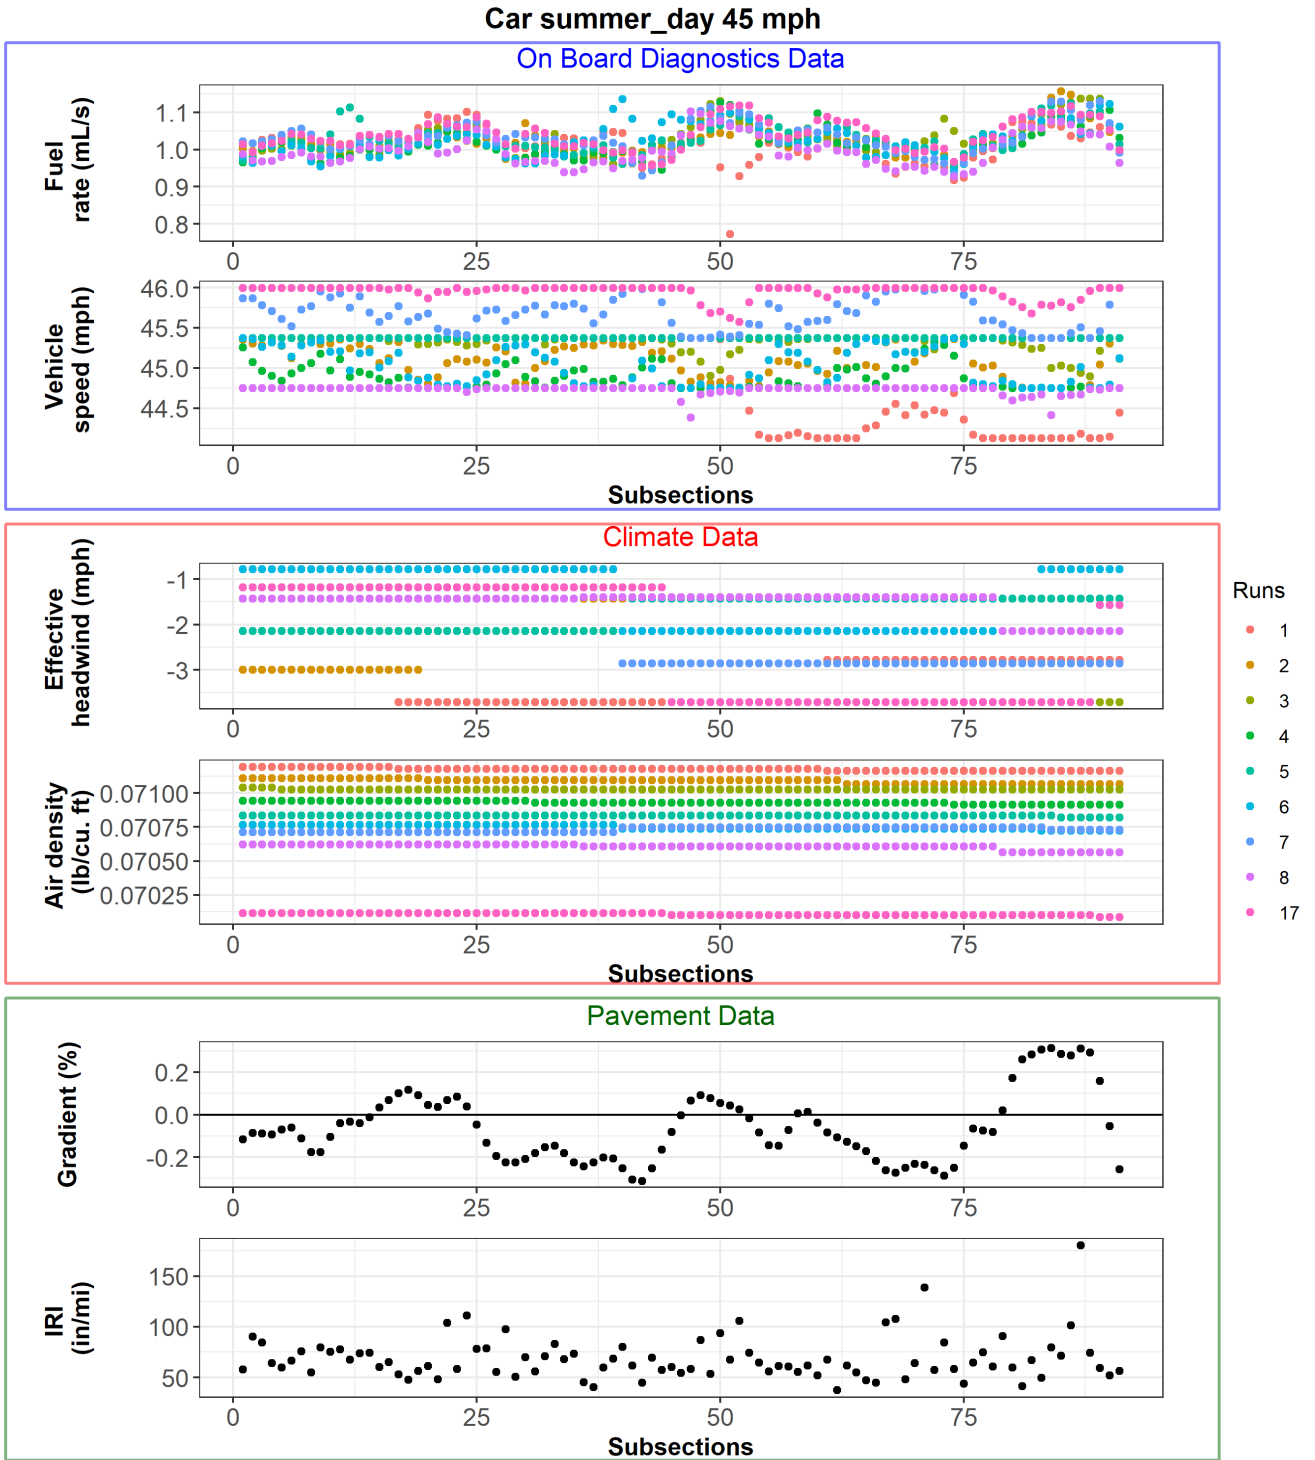 Car summer_day 45 mph
On Board Diagnostics Data
Fuel
rate (mL/s)
1.1
1.0
0.9
0.8
0 25 50 75
Vehicle
speed (mph)
46.0
45.5
45.0
44.5
0 25 50 75
Subsections
Climate Data
Effective
headwind (mph)
-1
-2
-3
0 25 50 75
Air density
(lb/cu. ft)
0.07100
0.07075
0.07050
0.07025
0 25 50 75
Subsections
Runs
1
2
3
4
5
6
7
8
17
Pavement Data
Gradient (%)
0.2
0.0
-0.2
0 25 50 75
IRI
(in/mi)
150
100
50
0 25 50 75
Subsections